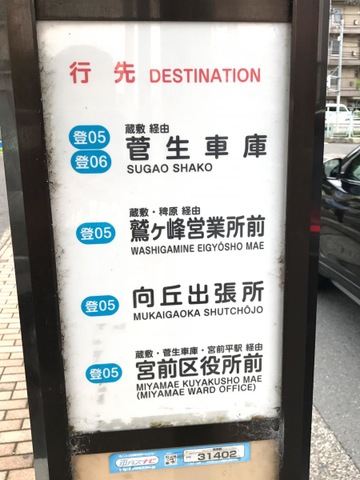 行先 DESTINATION
登05
登06
蔵敷 経由
菅生車庫
SUGAO SHAKO
登05
蔵敷・稗原 経由
鷲ヶ峰営業所前
WASHIGAMINE EIGYŌSHO MAE
登05
向丘出張所
MUKAIGAOKA SHUTCHŌJO
登05
蔵敷・菅生車庫・宮前平駅 経由
宮前区役所前
MIYAMAE KUYAKUSHO MAE
(MIYAMAE WARD OFFICE)
31402